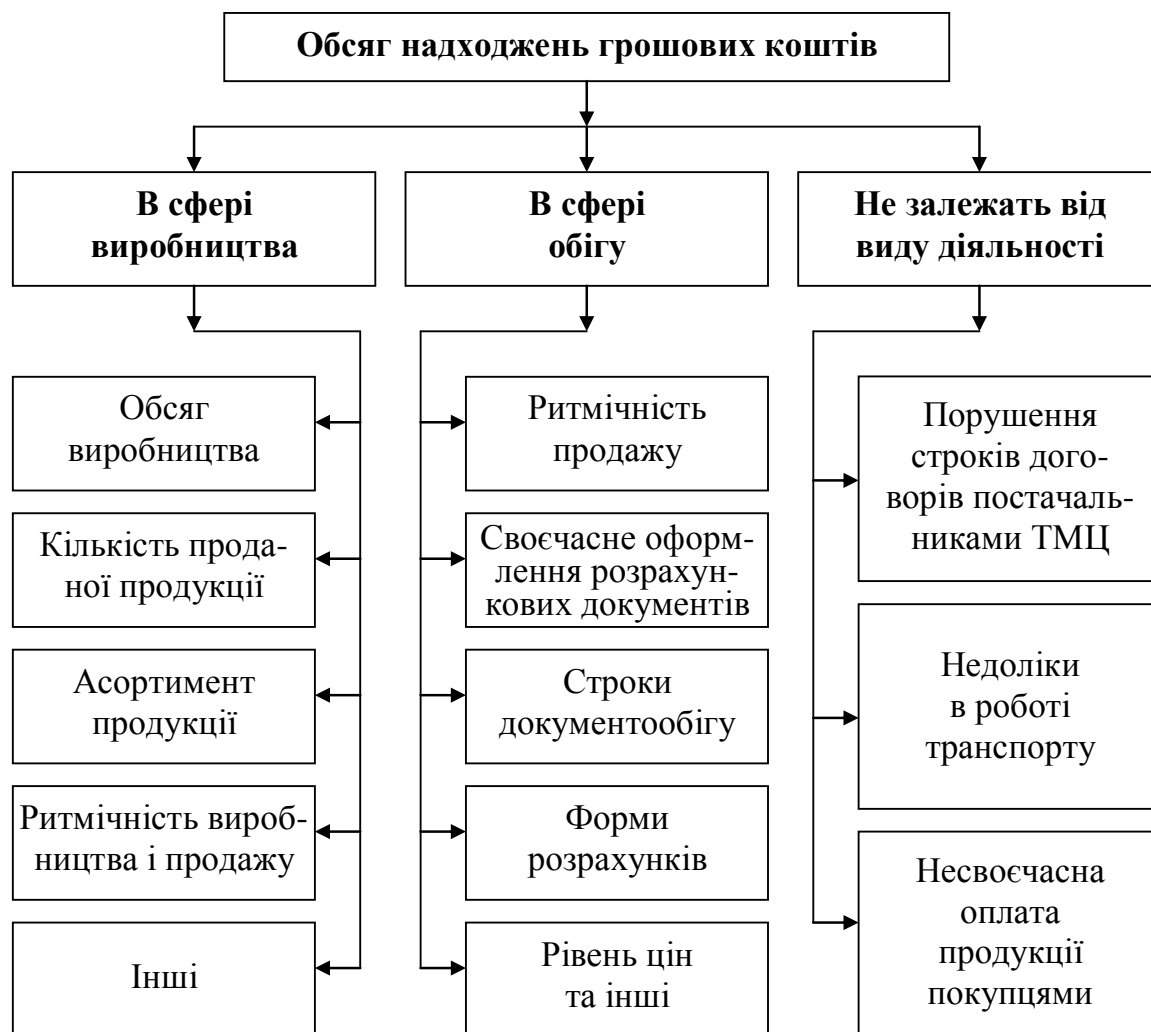 Обсяг надходжень грошових коштів
В сфері
виробництва
В сфері
обігу
Не залежать від
виду діяльності
Обсяг
виробництва
Кількість прода-
ної продукції
Асортимент
продукції
Ритмічність вироб-
ництва і продажу
Інші
Ритмічність
продажу
Своєчасне оформ-
лення розрахун-
кових документів
Строки
документообігу
Форми
розрахунків
Рівень цін
та інші
Порушення
строків дого-
ворів постачаль-
никами ТМЦ
Недоліки
в роботі
транспорту
Несвоєчасна
оплата
продукції
покупцями